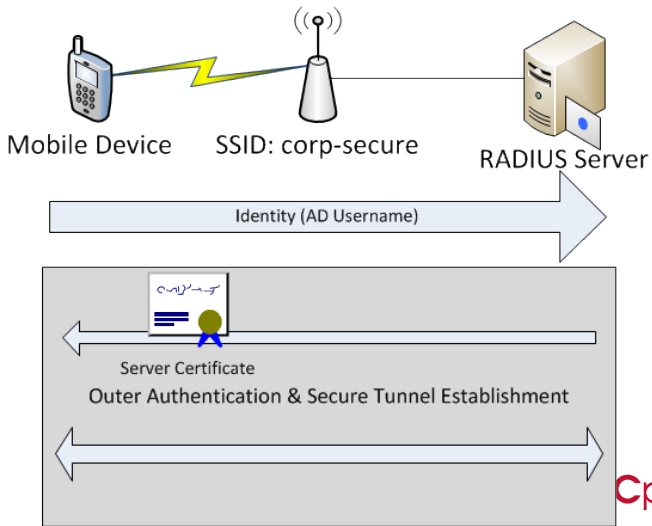 Mobile Device
SSID: corp-secure
RADIUS Server
Identity (AD Username)
Server Certificate
Outer Authentication & Secure Tunnel Establishment